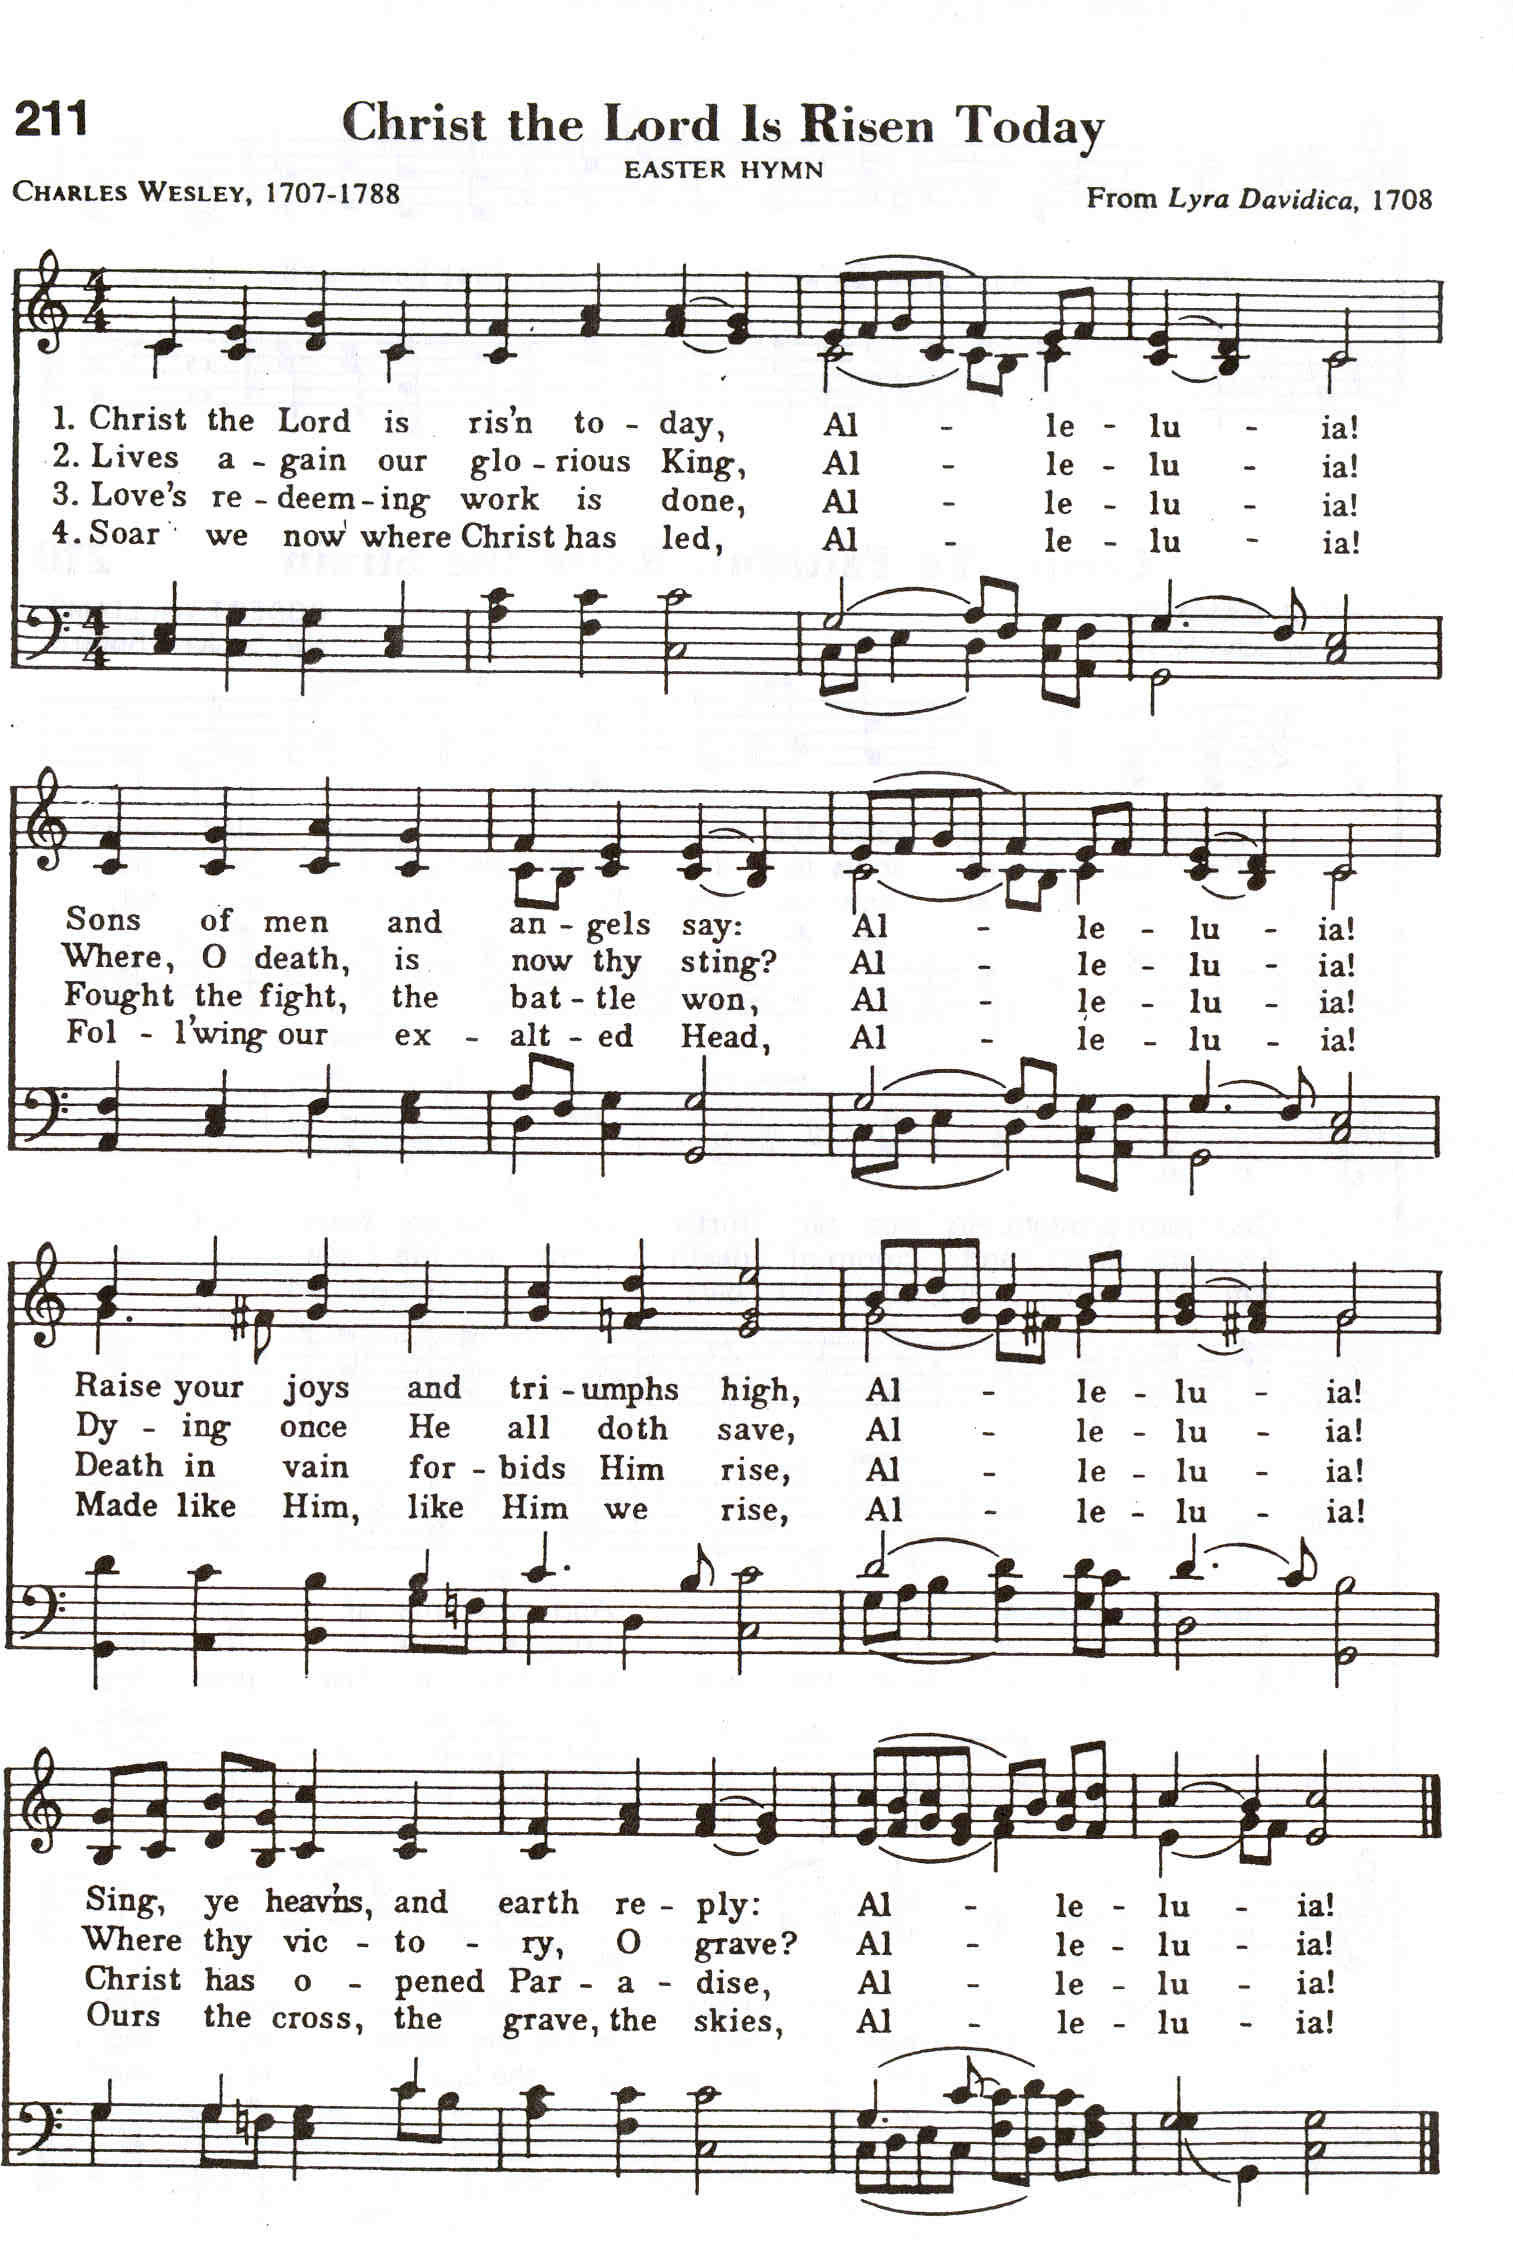 211
Christ the Lord Is Risen Today
EASTER HYMN
CHARLES WESLEY, 1707-1788
From Lyra Davidica, 1708
1. Christ the Lord is ris'n to - day, Al - le - lu - ia!
2. Lives a - gain our glo - rious King, Al - le - lu - ia!
3. Love's re - deem - ing work is done, Al - le - lu - ia!
4. Soar we now where Christ has led, Al - le - lu - ia!
Sons of men and an - gels say: Al - le - lu - ia!
Where, O death, is now thy sting? Al - le - lu - ia!
Fought the fight, the bat - tle won, Al - le - lu - ia!
Fol - l'wing our ex - alt - ed Head, Al - le - lu - ia!
Raise your joys and tri - umphs high, Al - le - lu - ia!
Dy - ing once He all doth save, Al - le - lu - ia!
Death in vain for - bids Him rise, Al - le - lu - ia!
Made like Him, like Him we rise, Al - le - lu - ia!
Sing, ye heav'ns, and earth re - ply: Al - le - lu - ia!
Where thy vic - to - ry, O grave? Al - le - lu - ia!
Christ has o - pened Par - a - dise, Al - le - lu - ia!
Ours the cross, the grave, the skies, Al - le - lu - ia!